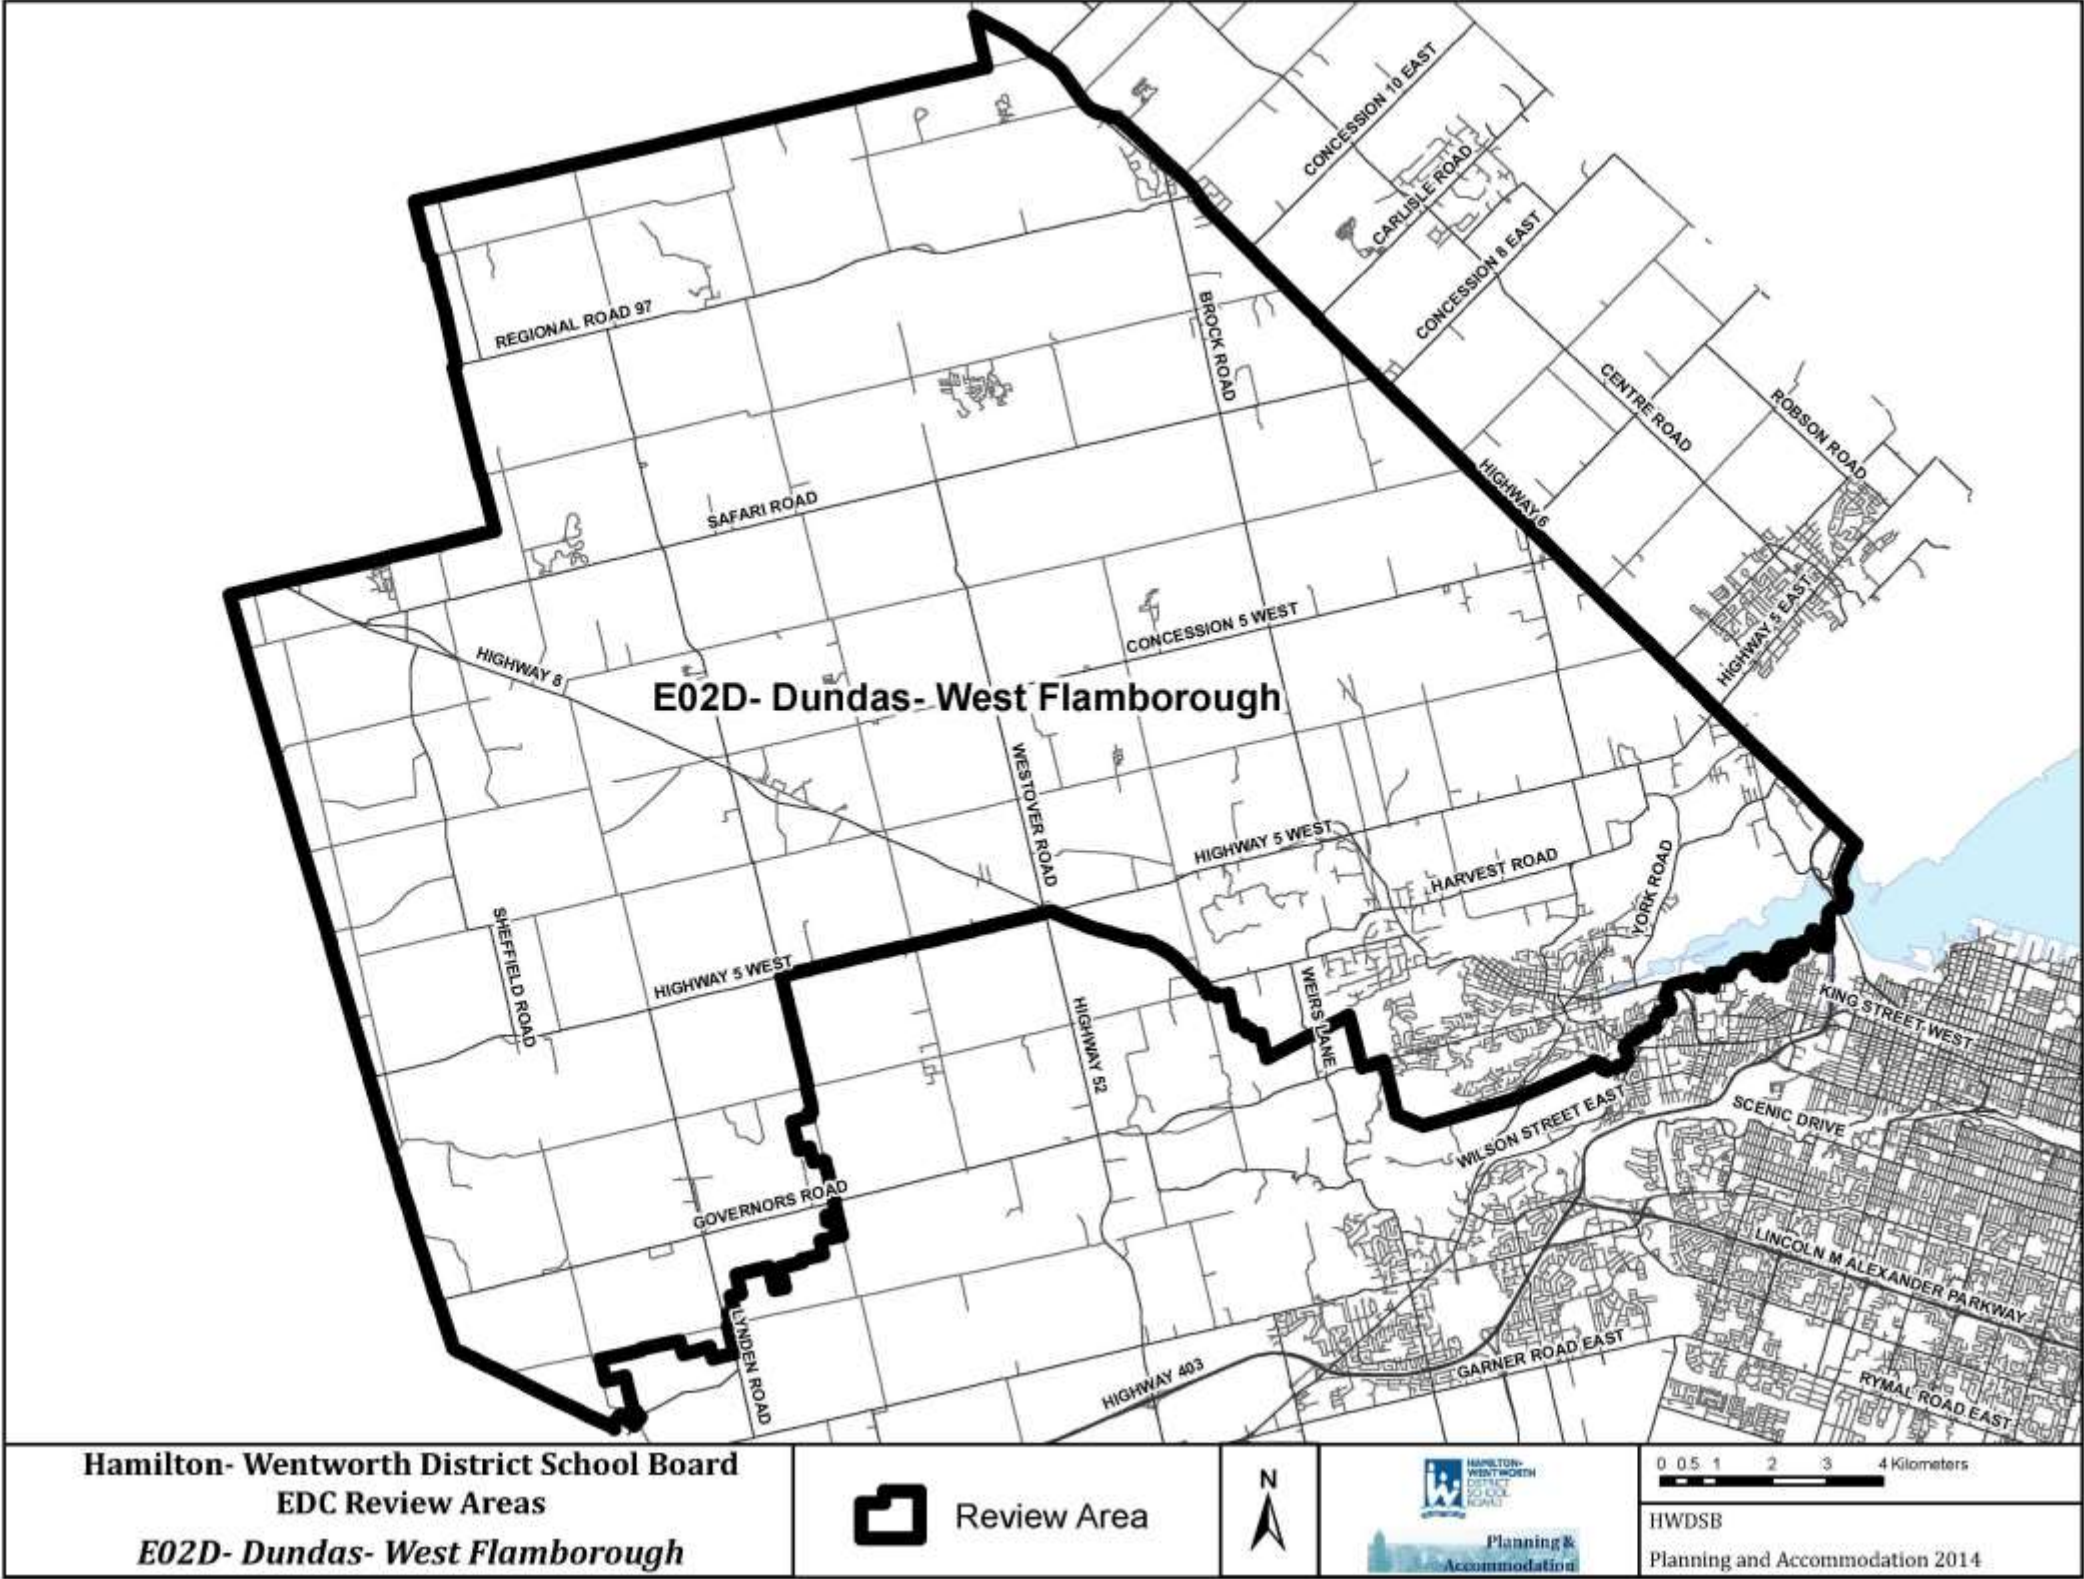 CONCESSION 10 EAST
CARLISLE ROAD
CONCESSION 8 EAST
REGIONAL ROAD 97
BROCK ROAD
CENTRE ROAD
ROBSON ROAD
HIGHWAY 6
SAFARI ROAD
HIGHWAY 5 EAST
CONCESSION 5 WEST
HIGHWAY 8
E02D- Dundas- West Flamborough
WESTOVER ROAD
HIGHWAY 5 WEST
HARVEST ROAD
YORK ROAD
SHEFFIELD ROAD
HIGHWAY 5 WEST
WEIRS LANE
HIGHWAY 52
KING STREET WEST
SCENIC DRIVE
WILSON STREET EAST
GOVERNORS ROAD
LINCOLN M ALEXANDER PARKWAY
LYNDEN ROAD
HIGHWAY 403
GARNER ROAD EAST
RYMAL ROAD EAST
Hamilton- Wentworth District School Board
EDC Review Areas
E02D- Dundas- West Flamborough
Review Area
N
HAMILTON-
WENTWORTH
DISTRICT
SCHOOL
BOARD
Planning &
Accommodation
0 0.5 1 2 3 4 Kilometers
HWDSB
Planning and Accommodation 2014